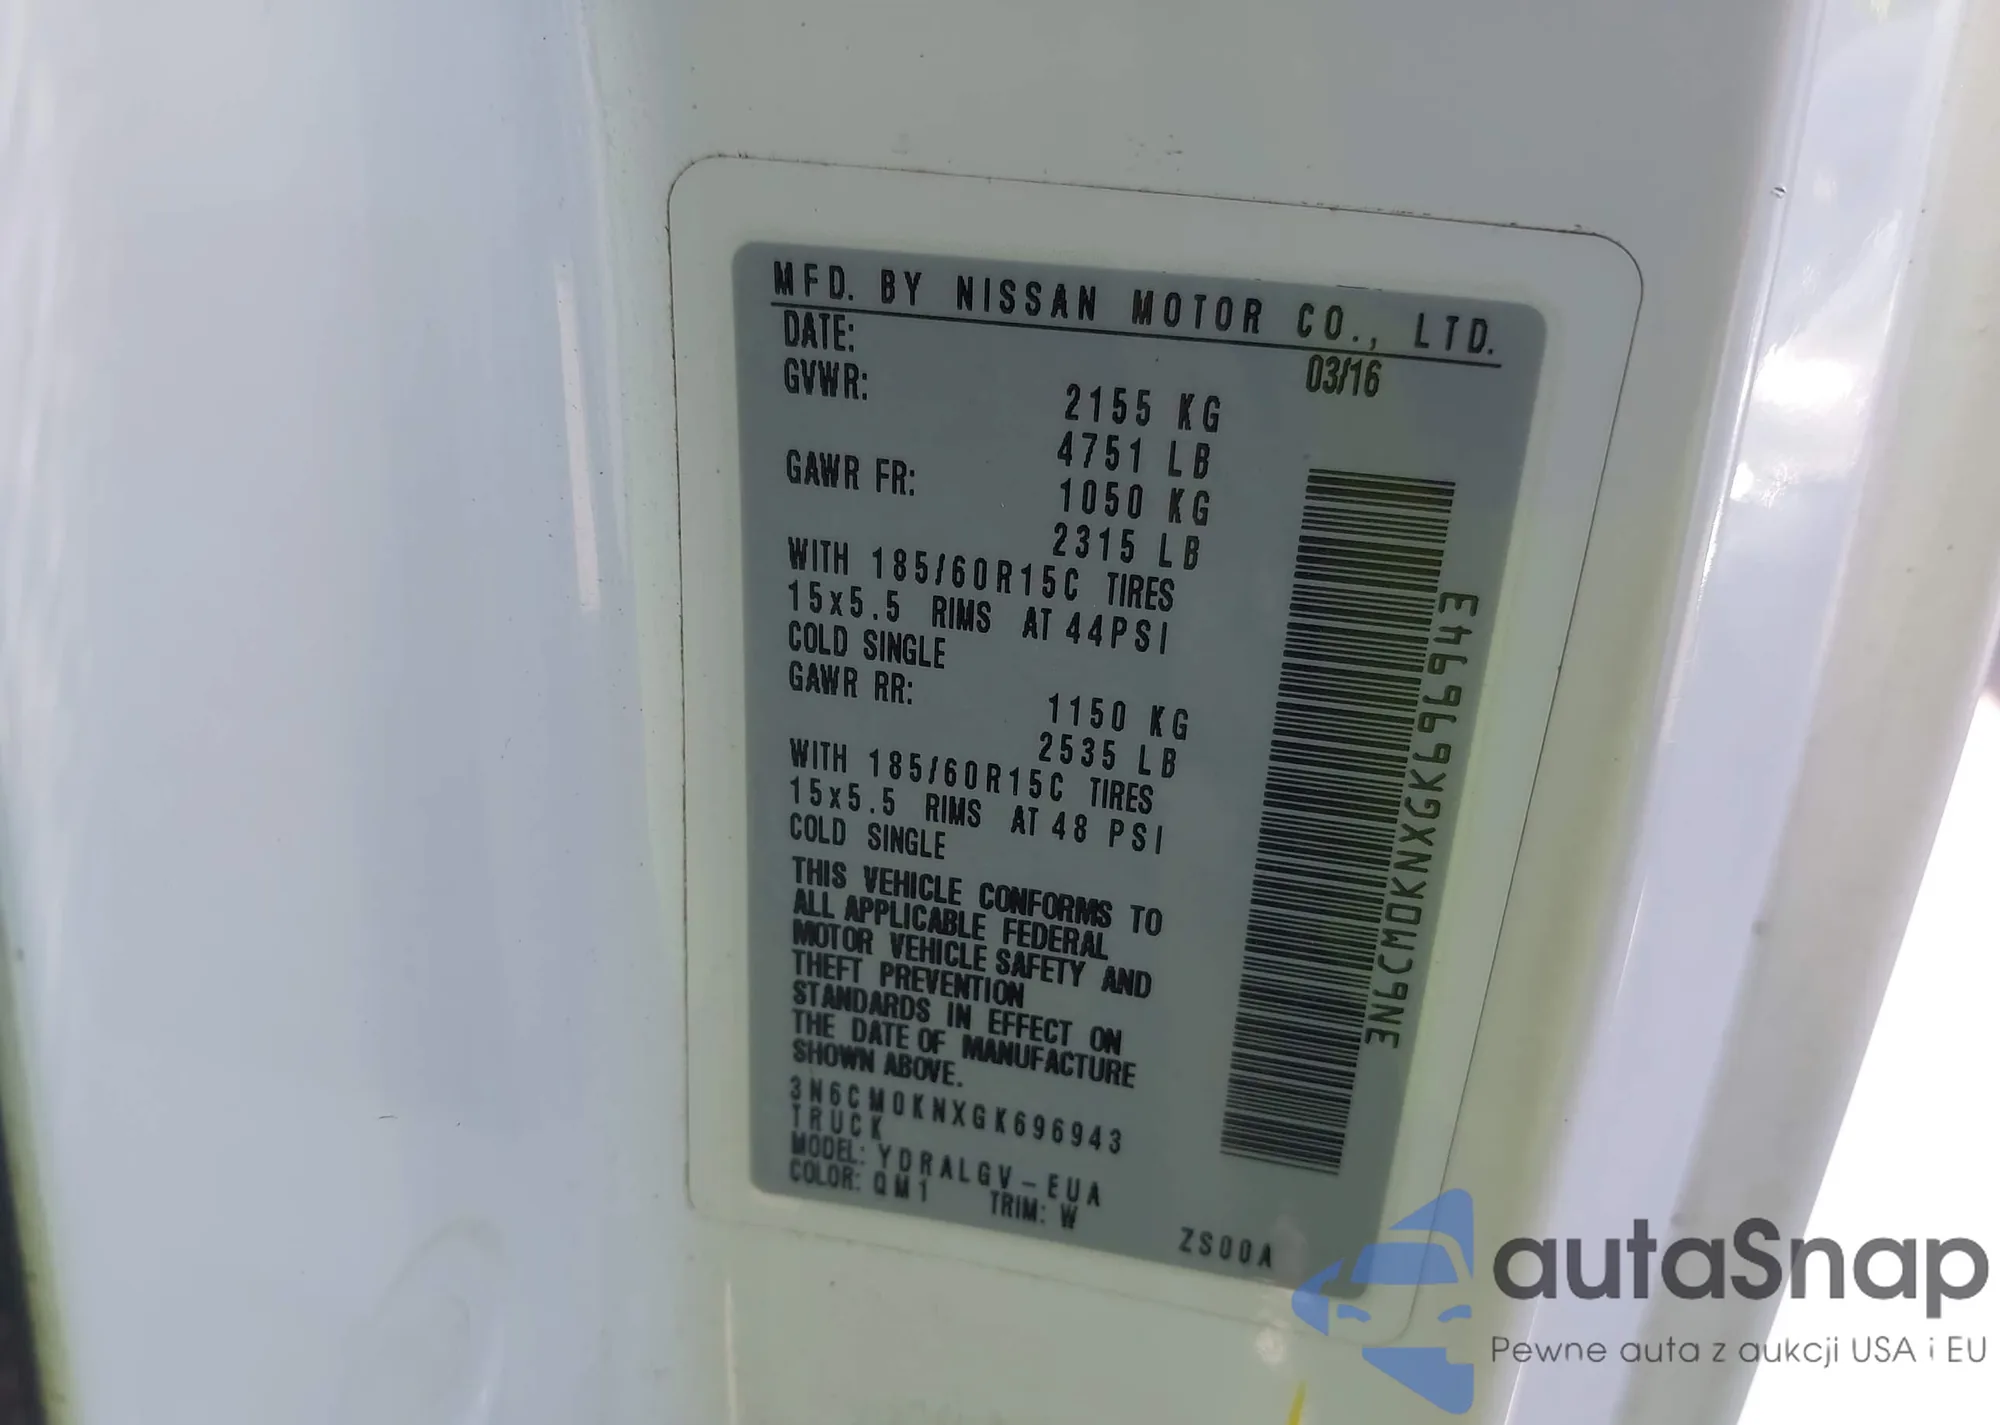 MFD. BY NISSAN MOTOR CO., LTD.
DATE: 03/16
GVWR: 2155 KG
4751 LB
GAWR FR: 1050 KG
2315 LB
WITH 185/60R15C TIRES
15x5.5 RIMS AT 44PSI
COLD SINGLE
GAWR RR: 1150 KG
2535 LB
WITH 185/60R15C TIRES
15x5.5 RIMS AT 48 PSI
COLD SINGLE
THIS VEHICLE CONFORMS TO
ALL APPLICABLE FEDERAL
MOTOR VEHICLE SAFETY AND
THEFT PREVENTION
STANDARDS IN EFFECT ON
THE DATE OF MANUFACTURE
SHOWN ABOVE.
3N6CM0KNXGK696943
TRUCK
MODEL: YDRALGV-EUA
COLOR: QM1 TRIM: W
ZS00A
3N6CM0KNXGK696943
autaSnap
Pewne auta z aukcji USA i EU